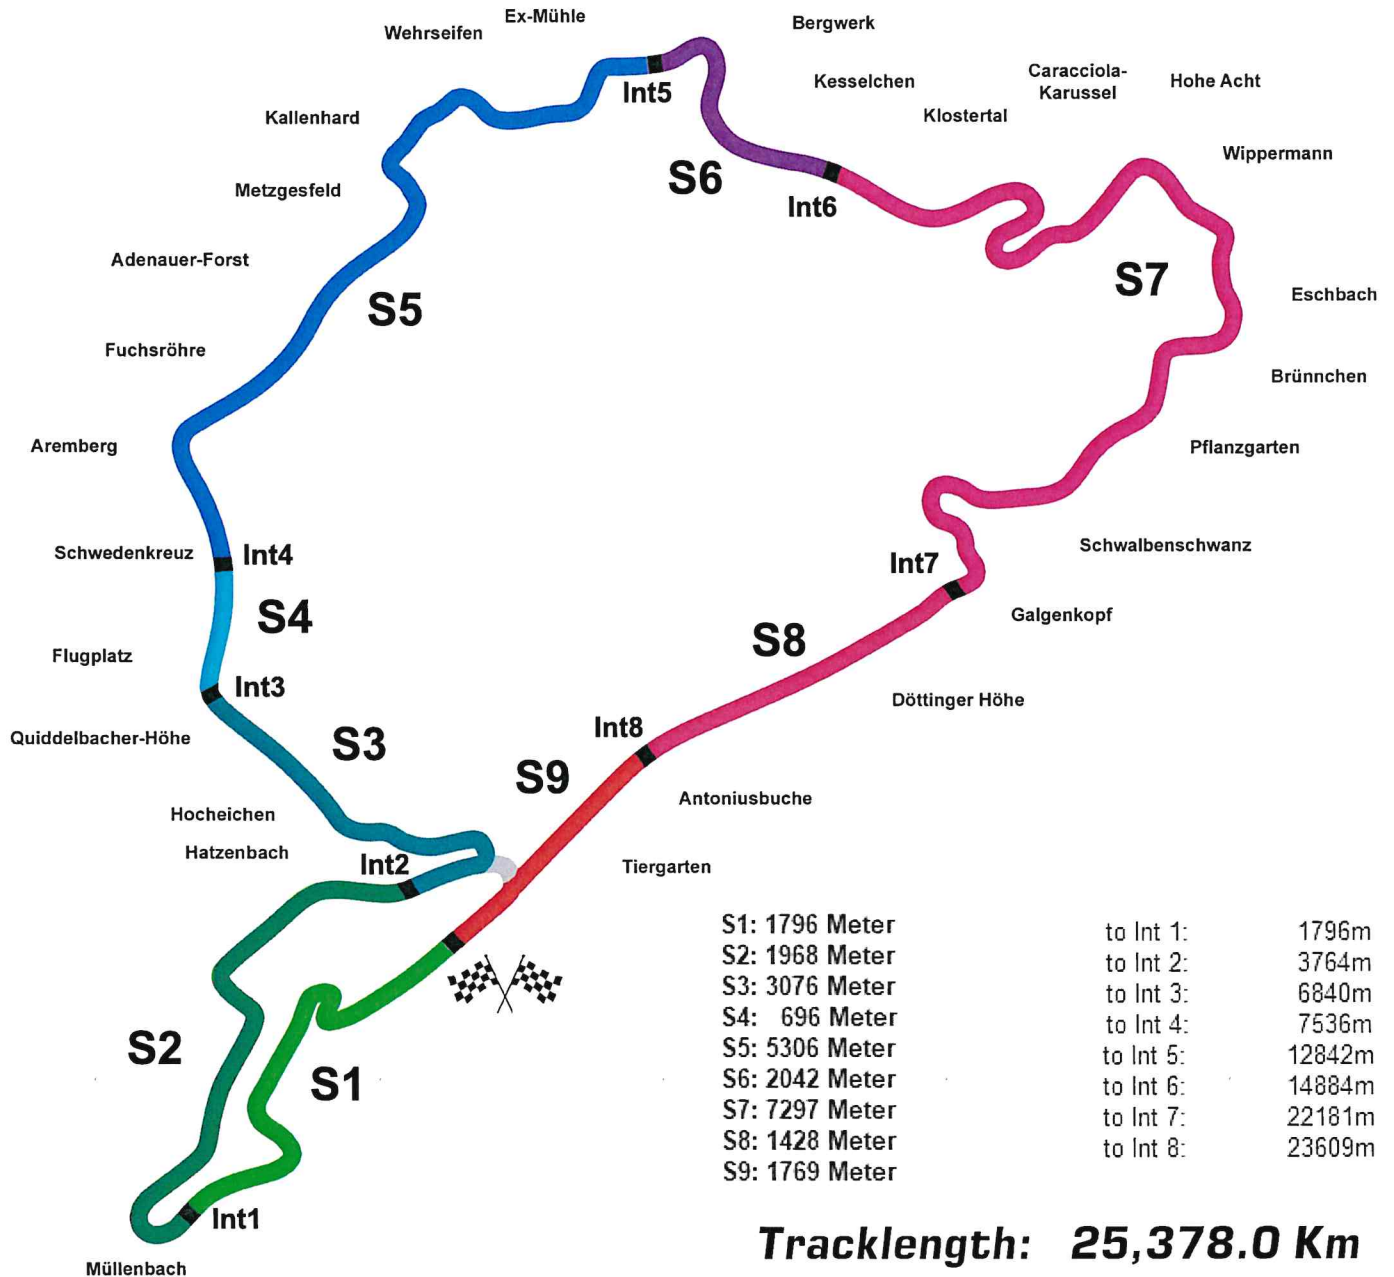 Ex-Mühle
Bergwerk
Wehrseifen
Caracciola-
Karussel
Hohe Acht
Int5
Kesselchen
Klostertal
Kallenhard
Wippermann
S6
Metzgesfeld
Int6
Adenauer-Forst
S7
S5
Eschbach
Fuchsröhre
Brünnchen
Aremberg
Pflanzgarten
Schwedenkreuz
Int4
Schwalbenschwanz
Int7
S4
Galgenkopf
S8
Flugplatz
Int3
Döttinger Höhe
Int8
Quiddelbacher-Höhe
S3
S9
Antoniusbuche
Hocheichen
Hatzenbach
Int2
Tiergarten
S1: 1796 Meter to Int 1: 1796m
S2: 1968 Meter to Int 2: 3764m
S3: 3076 Meter to Int 3: 6840m
S4: 696 Meter to Int 4: 7536m
S5: 5306 Meter to Int 5: 12842m
S6: 2042 Meter to Int 6: 14884m
S7: 7297 Meter to Int 7: 22181m
S8: 1428 Meter to Int 8: 23609m
S9: 1769 Meter
S2
S1
Int1
Müllenbach
Tracklength: 25,378.0 Km